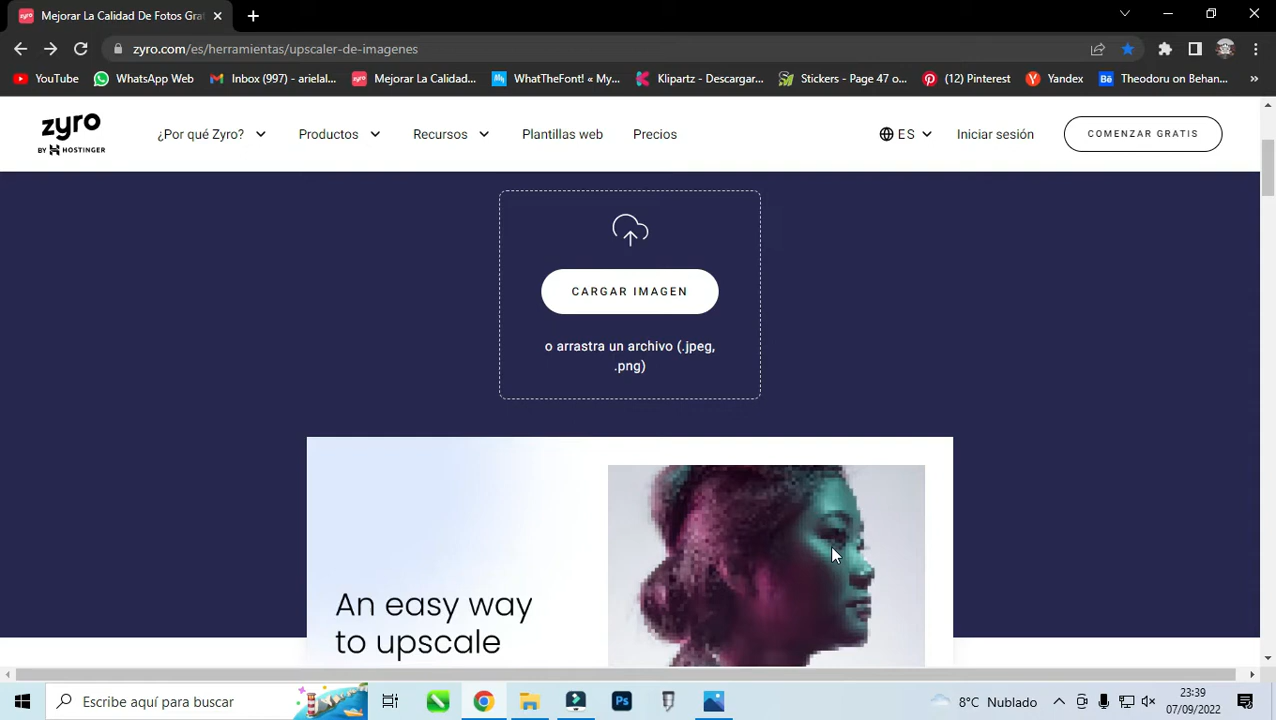 Mejorar La Calidad De Fotos Grat
zyro.com/es/herramientas/upscaler-de-imagenes
YouTube
WhatsApp Web
Inbox (997) - arielal...
Mejorar La Calidad...
WhatTheFont! « My...
Klipartz - Descargar...
Stickers - Page 47 o...
(12) Pinterest
Yandex
Theodoru on Behan...
zyro
BY HOSTINGER
¿Por qué Zyro?
Productos
Recursos
Plantillas web
Precios
ES
Iniciar sesión
COMENZAR GRATIS
CARGAR IMAGEN
o arrastra un archivo (.jpeg,
.png)
An easy way
to upscale
Escribe aquí para buscar
8°C Nublado
3:39
07/09/2022